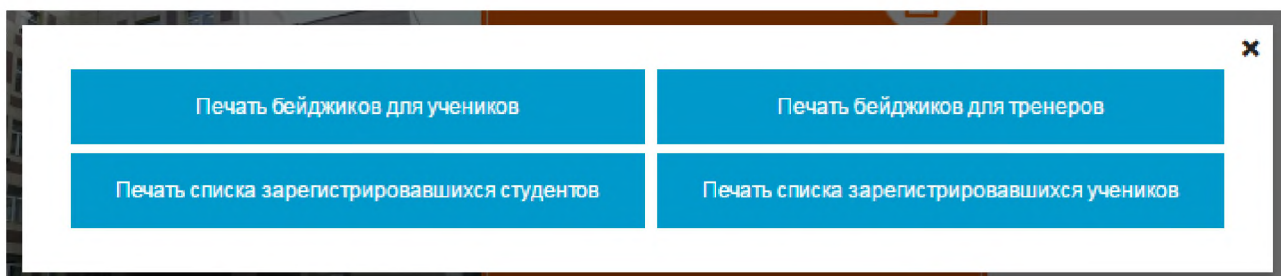 Печать бейджиков для учеников
Печать бейджиков для тренеров
Печать списка зарегистрировавшихся студентов
Печать списка зарегистрировавшихся учеников